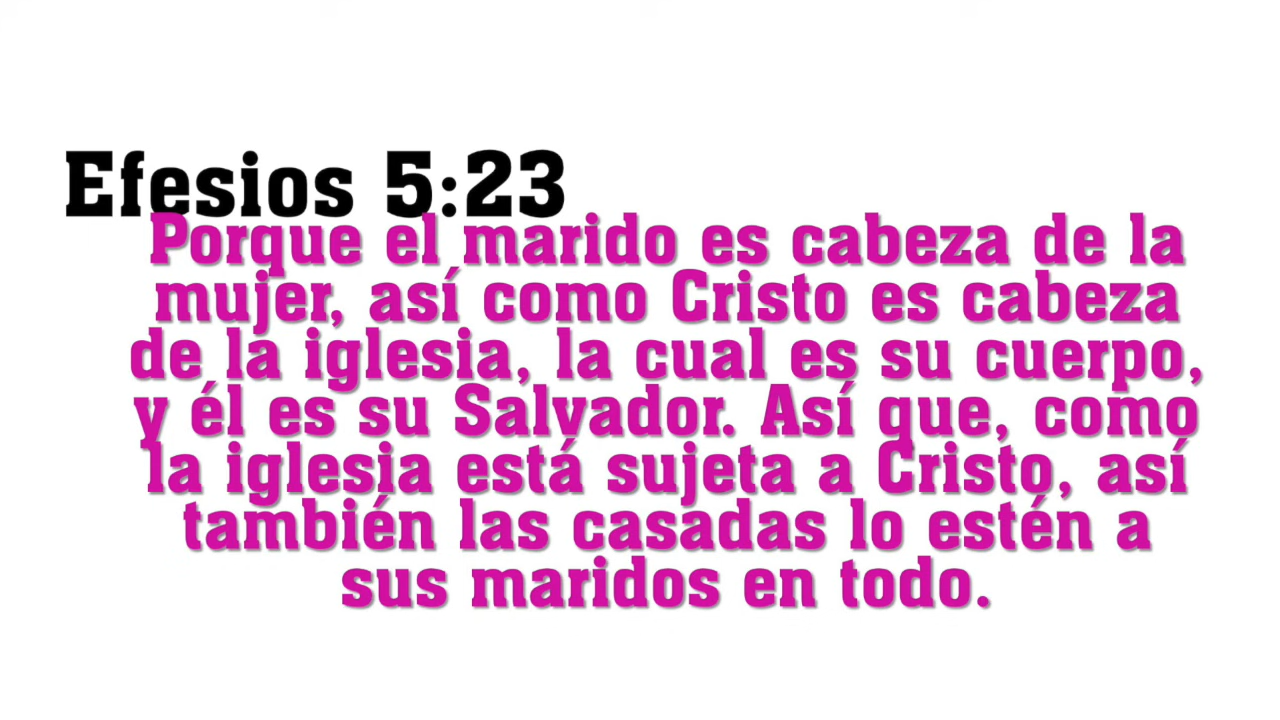 Efesios 5:23
Porque el marido es cabeza de la
mujer, así como Cristo es cabeza
de la iglesia, la cual es su cuerpo,
y él es su Salvador. Así que, como
la iglesia está sujeta a Cristo, así
también las casadas lo estén a
sus maridos en todo.